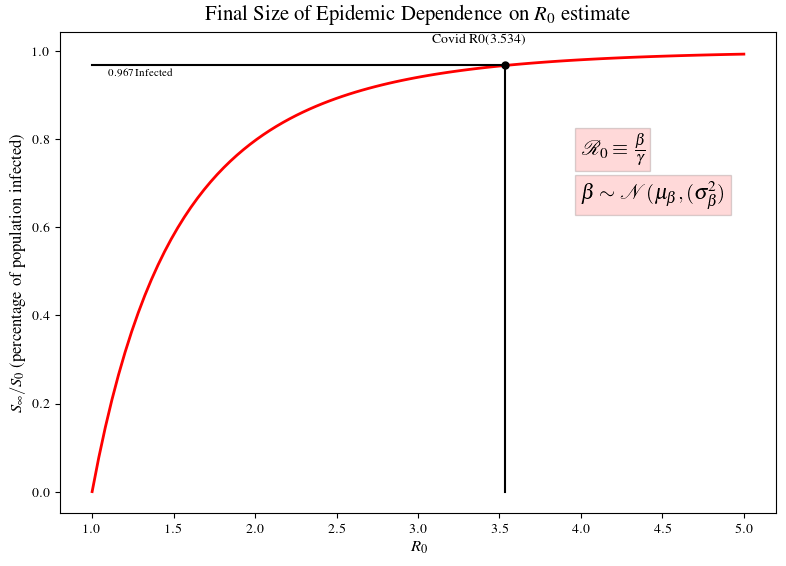 Final Size of Epidemic Dependence on R₀ estimate
Covid R0(3.534)
0.967 Infected
ℛ₀ ≡ β/γ
β ∼ 𝒩(μ_β, (σ_β²)
S∞/S₀ (percentage of population infected)
1.0
0.8
0.6
0.4
0.2
0.0
1.0 1.5 2.0 2.5 3.0 3.5 4.0 4.5 5.0
R₀